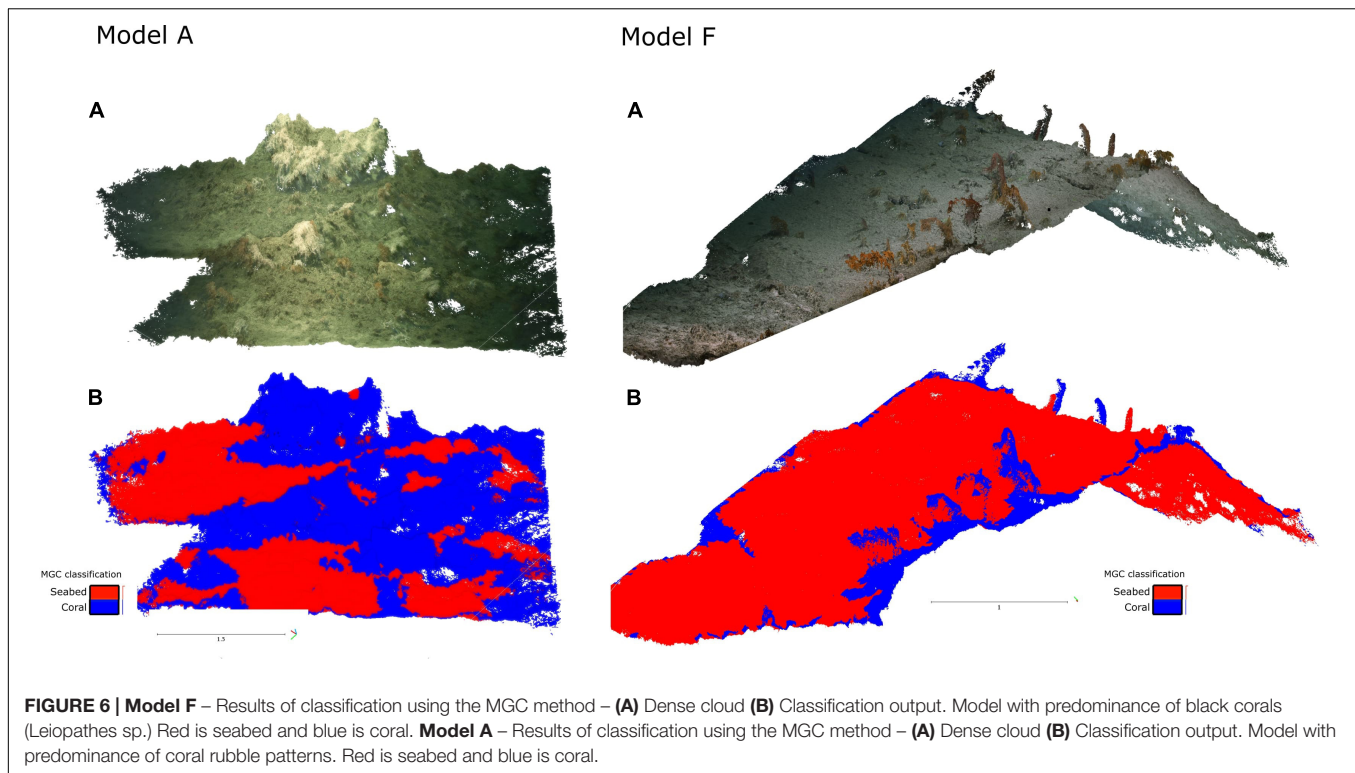 Model A
Model F
A
A
B
B
MGC classification
Seabed
Coral
1.5
1
MGC classification
Seabed
Coral
FIGURE 6 | Model F – Results of classification using the MGC method – (A) Dense cloud (B) Classification output. Model with predominance of black corals
(Leiopathes sp.) Red is seabed and blue is coral. Model A – Results of classification using the MGC method – (A) Dense cloud (B) Classification output. Model with
predominance of coral rubble patterns. Red is seabed and blue is coral.